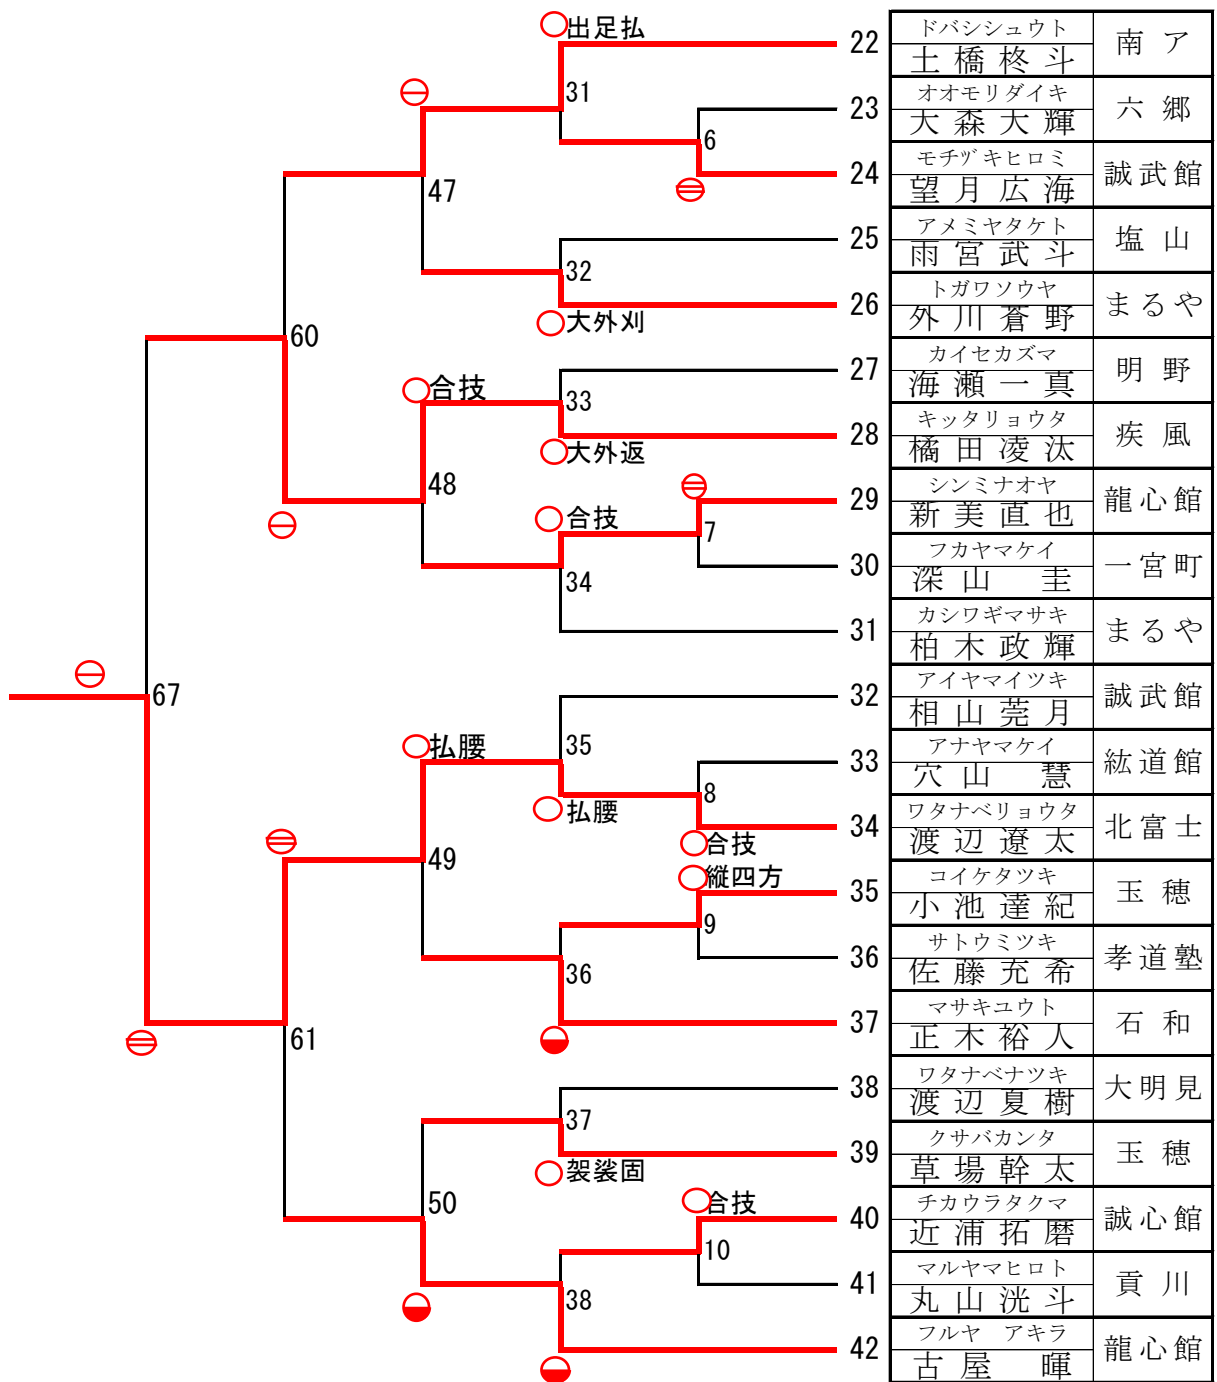 出足払
22 ドバシシュウト 南ア
土橋柊斗
31
23 オオモリダイキ 六郷
大森大輝
6
24 モチヅキヒロミ 誠武館
望月広海
47
25 アメミヤタケト 塩山
雨宮武斗
32
26 トガワソウヤ まるや
外川蒼野
大外刈
60
27 カイセカズマ 明野
海瀬一真
合技
33
28 キッタリョウタ 疾風
橘田凌汰
大外返
48
29 シンミナオヤ 龍心館
新美直也
合技
7
30 フカヤマケイ 一宮町
深山 圭
34
31 カシワギマサキ まるや
柏木政輝
67
32 アイヤマイツキ 誠武館
相山莞月
払腰
35
33 アナヤマケイ 紘道館
穴山 慧
8
払腰
34 ワタナベリョウタ 北富士
渡辺遼太
合技
49
縦四方
35 コイケタツキ 玉穂
小池達紀
9
36 サトウミツキ 孝道塾
佐藤充希
36
37 マサキユウト 石和
正木裕人
61
38 ワタナベナツキ 大明見
渡辺夏樹
37
39 クサバカンタ 玉穂
草場幹太
袈裟固
50
合技
40 チカウラタクマ 誠心館
近浦拓磨
10
41 マルヤマヒロト 貢川
丸山洸斗
38
42 フルヤ アキラ 龍心館
古屋 暉